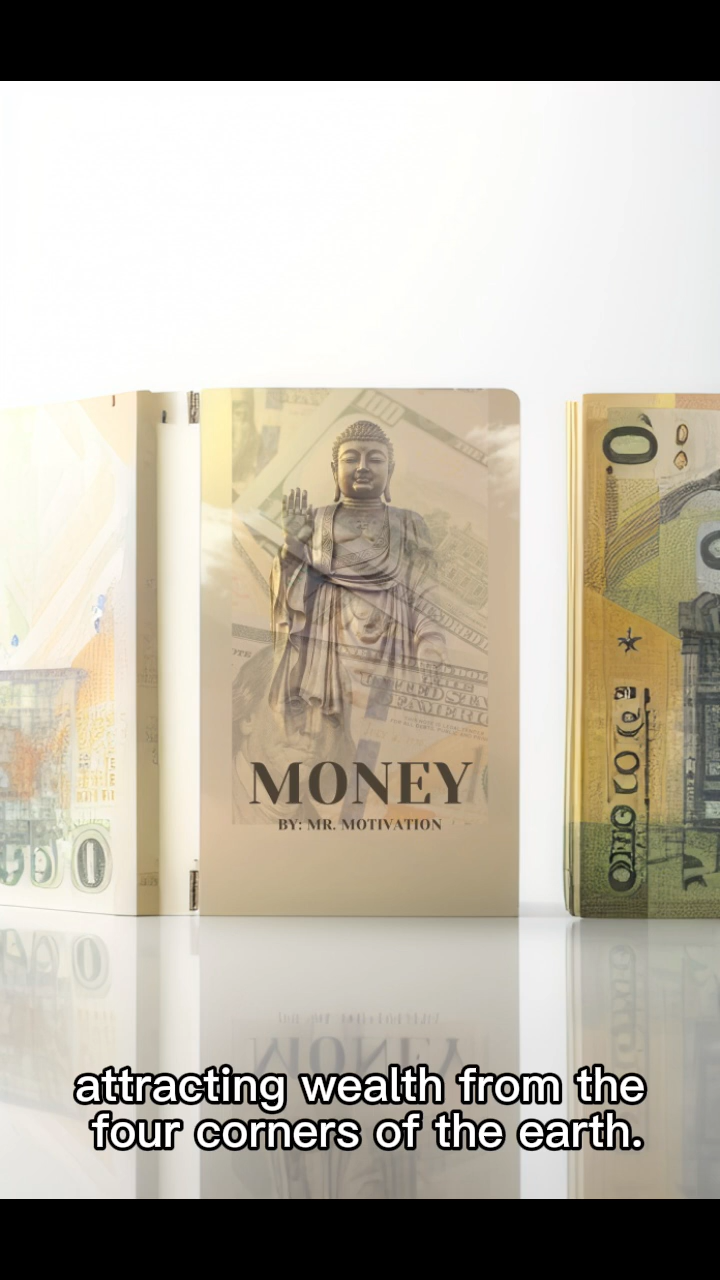 MONEY
BY: MR. MOTIVATION
attracting wealth from the
four corners of the earth.